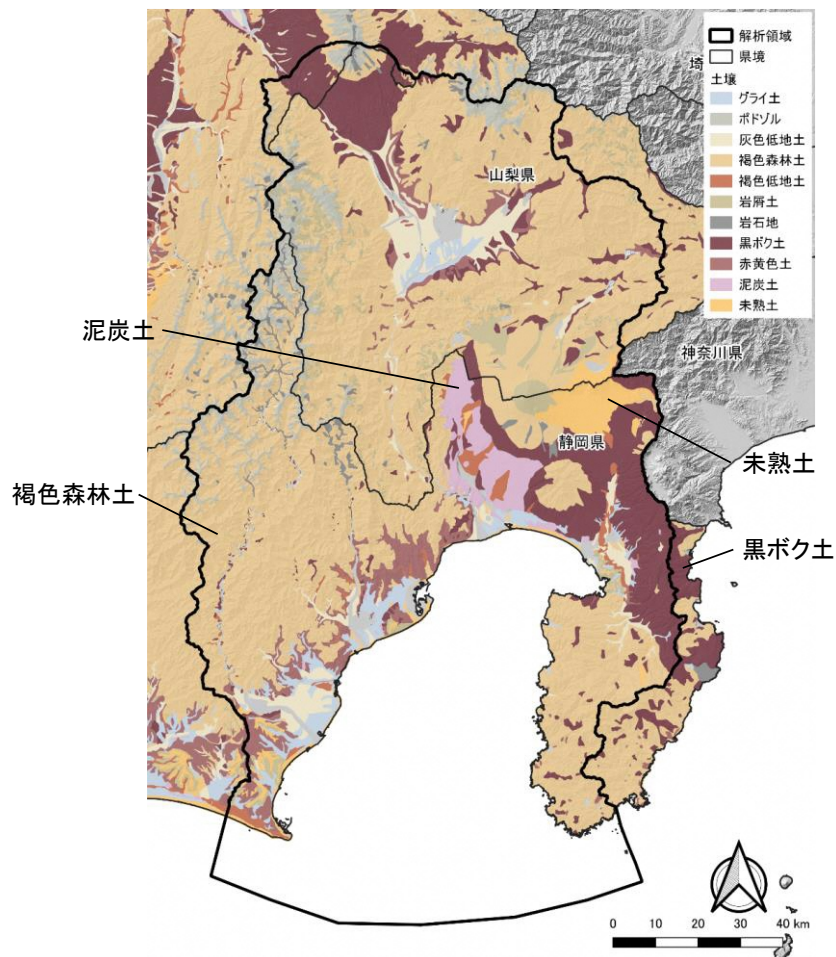 解析領域
県境
土壌
グライ土
ポドゾル
灰色低地土
褐色森林土
褐色低地土
岩屑土
岩石地
黒ボク土
赤黄色土
泥炭土
未熟土
埼
山梨県
神奈川県
静岡県
泥炭土
未熟土
褐色森林土
黒ボク土
0 10 20 30 40 km